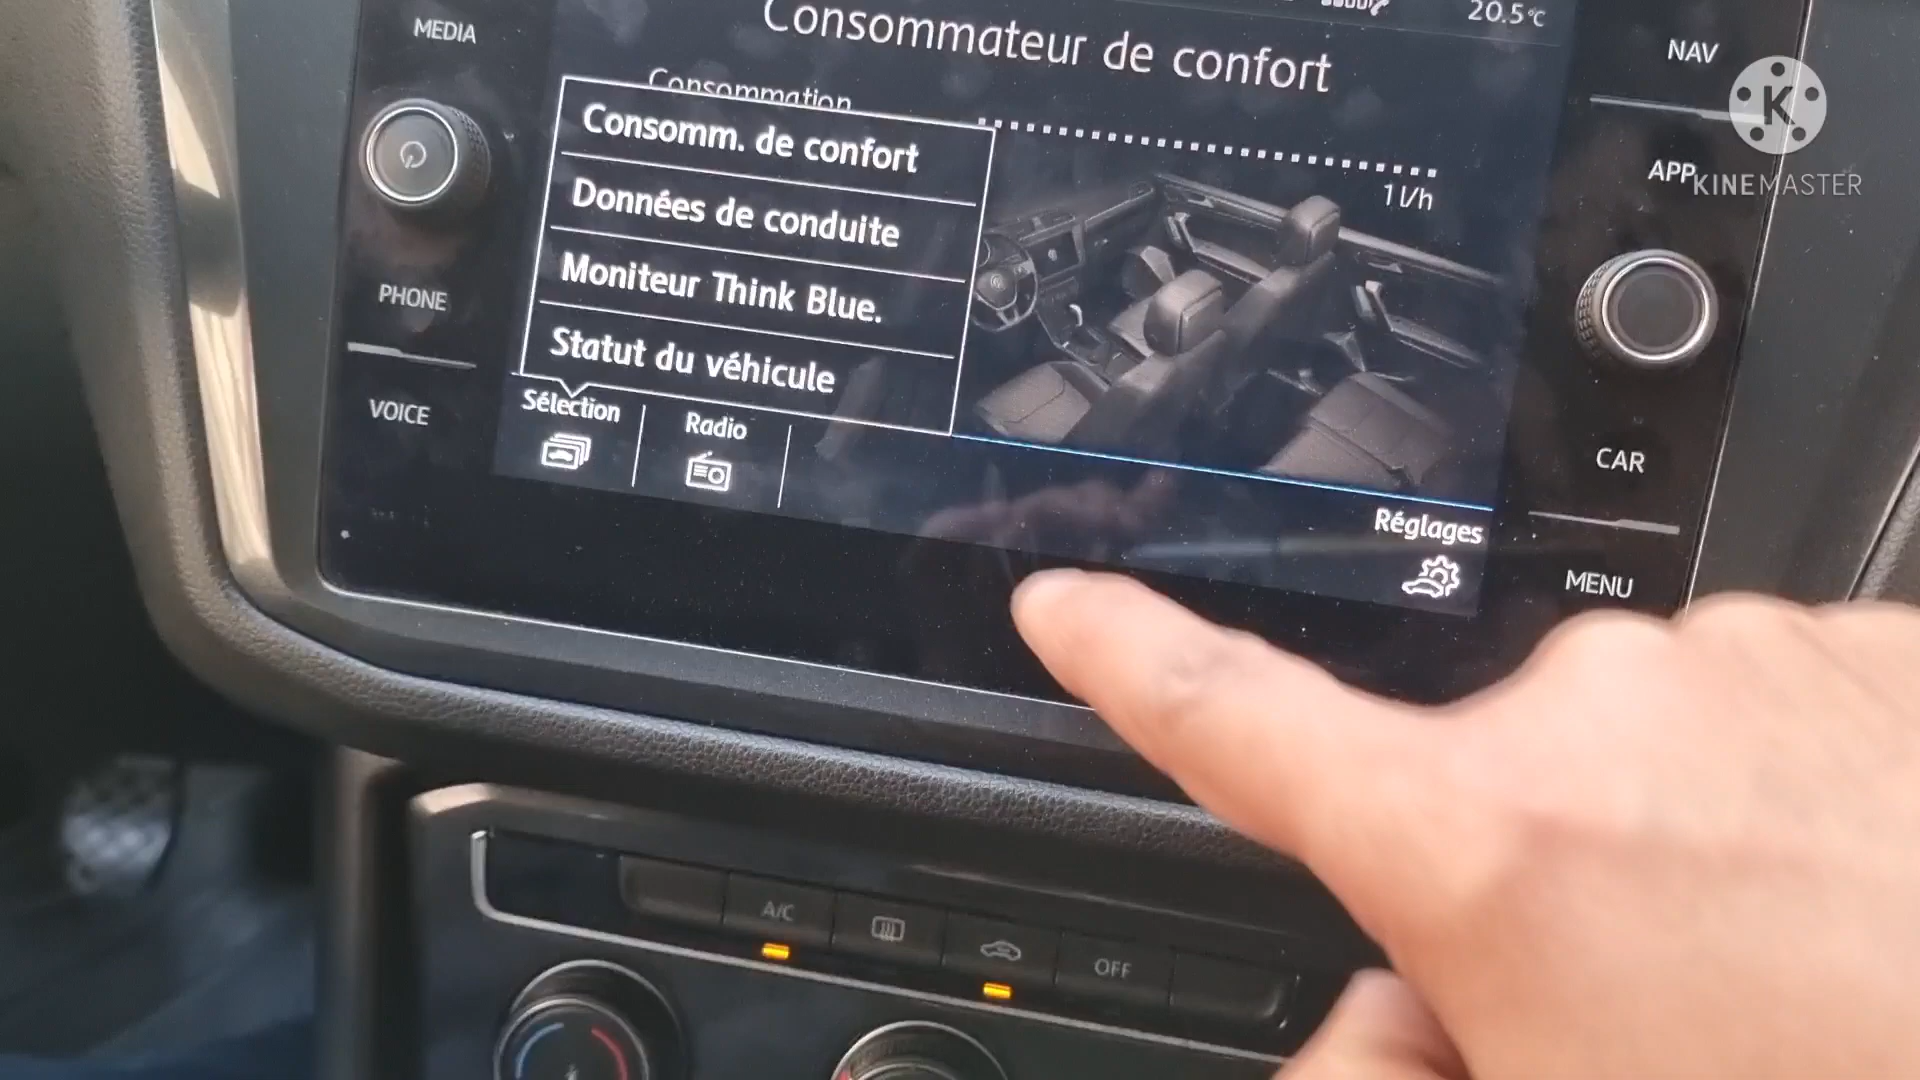 MEDIA
20.5°C
Consommateur de confort
NAV
Consommation
Consomm. de confort
Données de conduite
Moniteur Think Blue.
Statut du véhicule
1 l/h
K
APP
KINEMASTER
PHONE
VOICE
Sélection
Radio
CAR
Réglages
MENU
A/C
OFF